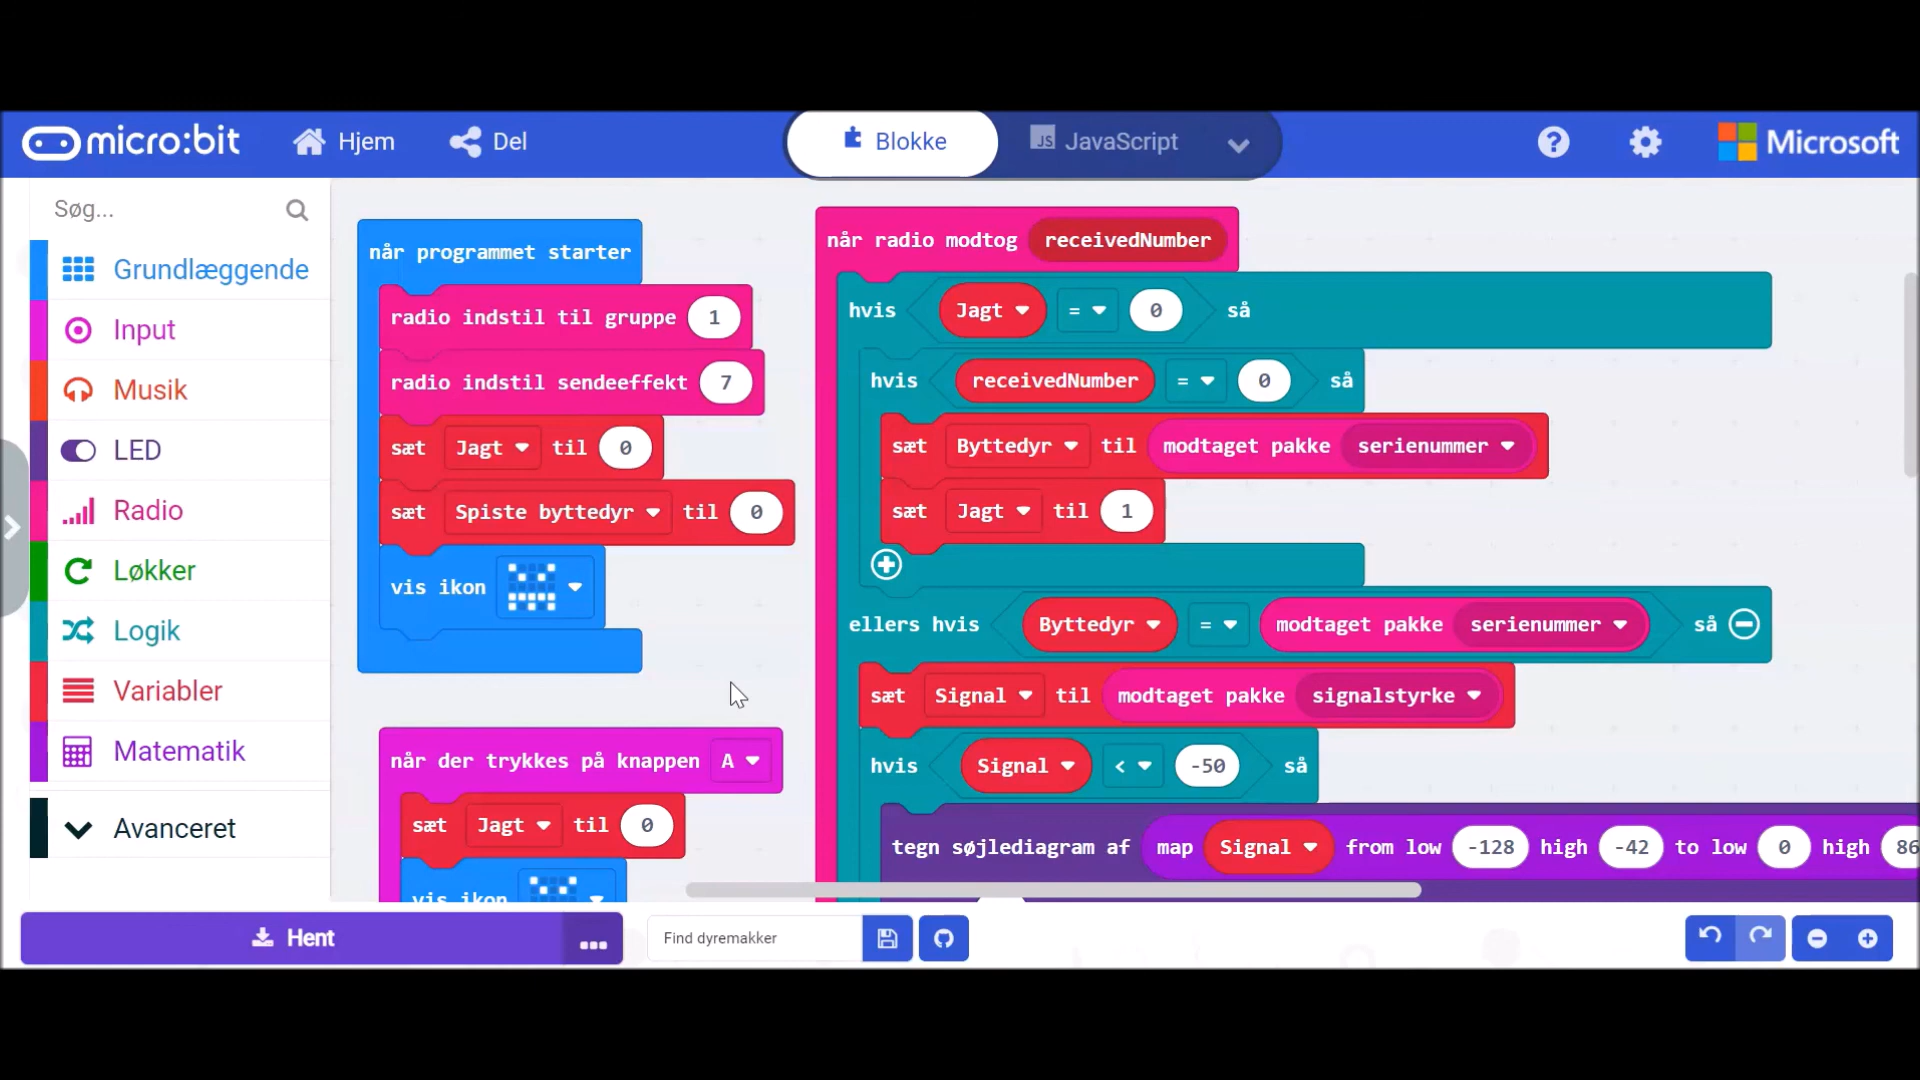 micro:bit
Hjem
Del
Blokke
JS JavaScript
?
Microsoft
Søg...
Grundlæggende
Input
Musik
LED
Radio
Løkker
Logik
Variabler
Matematik
Avanceret
når programmet starter
radio indstil til gruppe 1
radio indstil sendeeffekt 7
sæt Jagt til 0
sæt Spiste byttedyr til 0
vis ikon
når der trykkes på knappen A
sæt Jagt til 0
vis ikon
når radio modtog receivedNumber
hvis Jagt = 0 så
hvis receivedNumber = 0 så
sæt Byttedyr til modtaget pakke serienummer
sæt Jagt til 1
ellers hvis Byttedyr = modtaget pakke serienummer så
sæt Signal til modtaget pakke signalstyrke
hvis Signal < -50 så
tegn søjlediagram af map Signal from low -128 high -42 to low 0 high 86
Hent
...
Find dyremakker